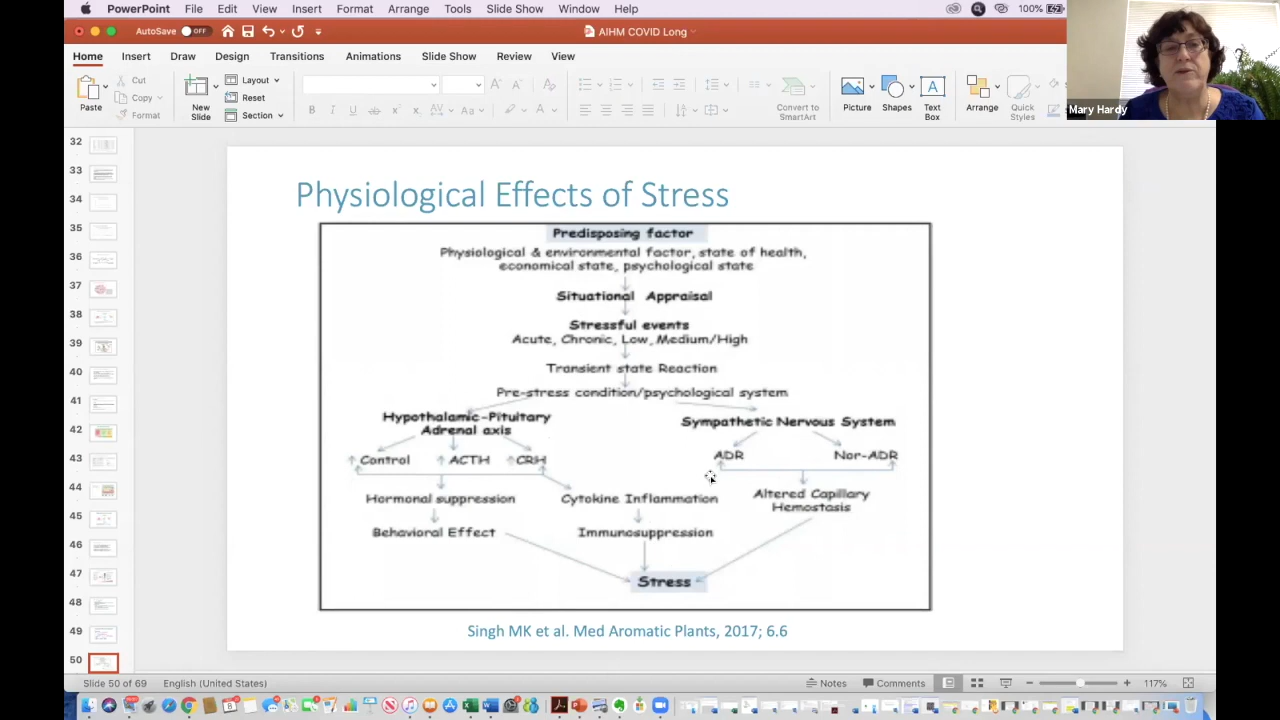 PowerPoint File Edit View Insert Format Arrange Tools Slide Show Window Help 100%
AutoSave OFF AIHM COVID Long
Home Insert Draw Design Transitions Animations Slide Show Review View
Paste Cut Copy Format
New Slide Layout Reset Section
B I U
Aa
Convert to SmartArt
Picture Shapes Text Box Arrange Quick Styles
Mary Hardy
32
33
34
35
36
37
38
39
40
41
42
43
44
45
46
47
48
49
50
Physiological Effects of Stress
Predisposing factor
Physiological & environmental factor, state of health,
economical state, psychological state
Situational Appraisal
Stressful events
Acute, Chronic, Low, Medium/High
Transient state Reaction
Pre-stress condition/psychological system
Hypothalamic-Pitultary
Adrenal axis
Sympathetic Nervous System
↑ Control ↑ ACTH ↑ CRH
ADR Nor-ADR
Hormonal suppression Cytokine Inflammation
Altered Capillary
Hemostasis
Behavioral Effect Immunosuppression
Stress
Singh MK et al. Med Aromatic Plants, 2017; 6.6
Slide 50 of 69 English (United States) Notes Comments 117%